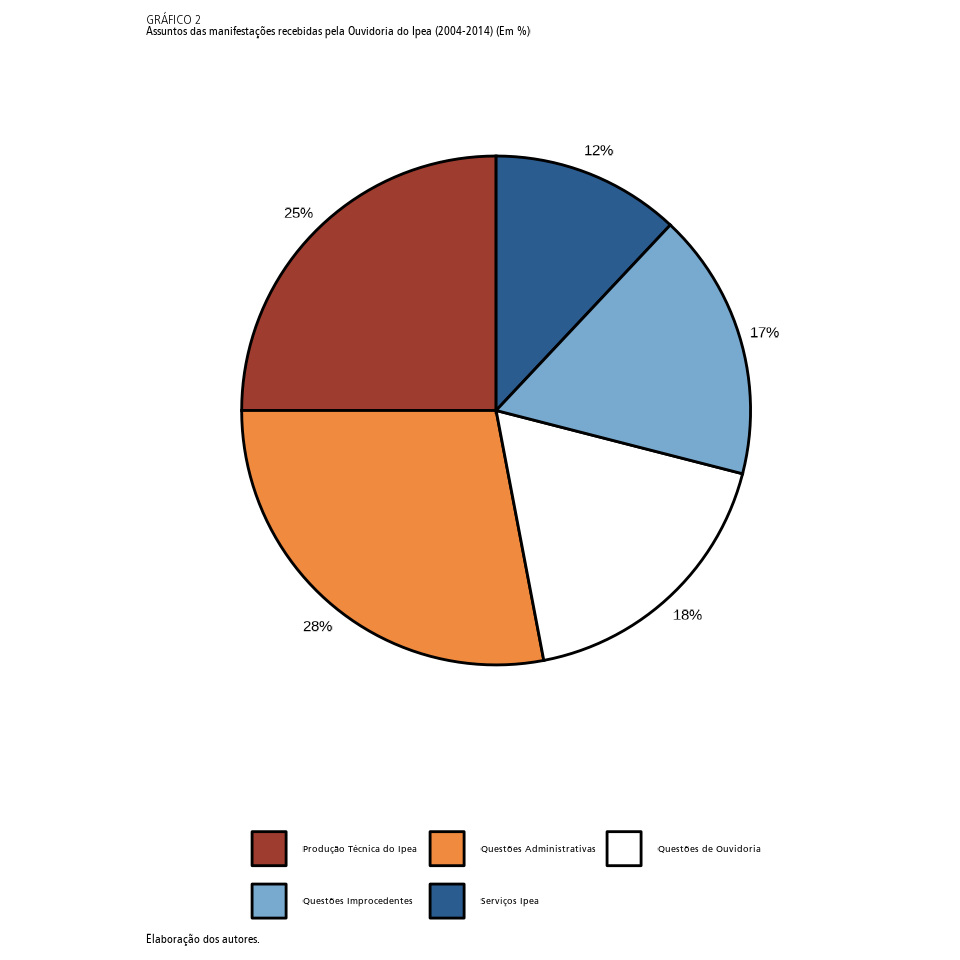 GRÁFICO 2
Assuntos das manifestações recebidas pela Ouvidoria do Ipea (2004-2014) (Em %)
12%
25%
17%
18%
28%
Produção Técnica do Ipea
Questões Administrativas
Questões de Ouvidoria
Questões Improcedentes
Serviços Ipea
Elaboração dos autores.